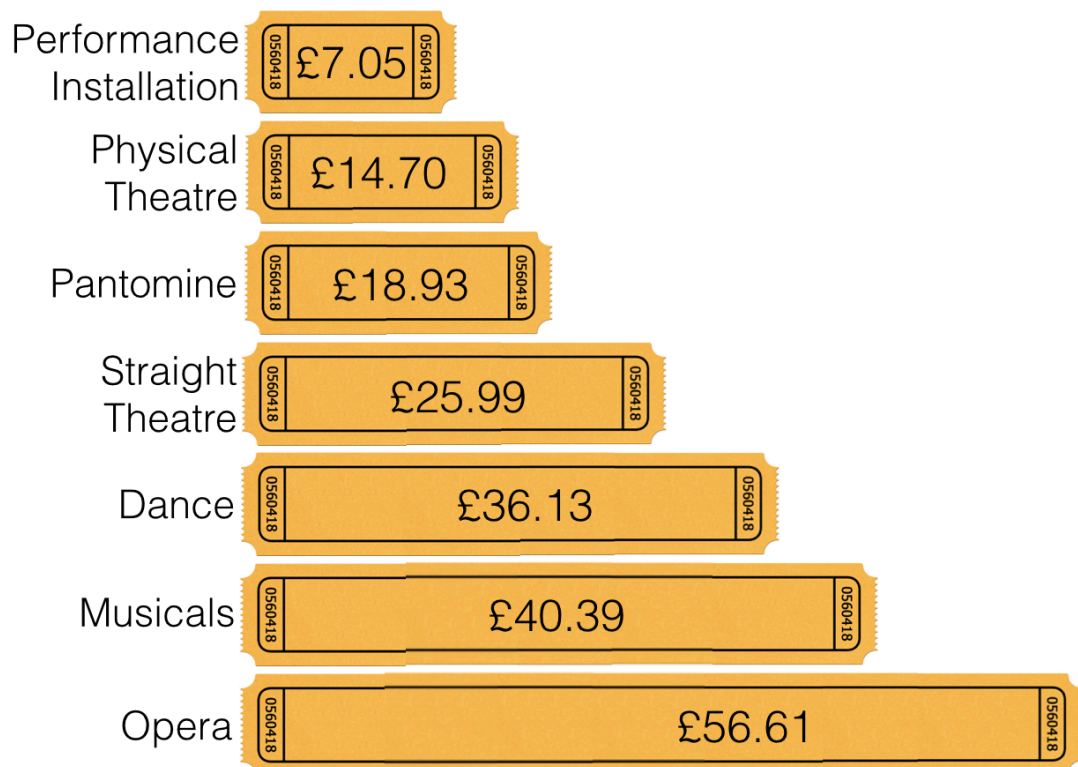 Performance
Installation
0560418 £7.05 0560418
Physical
Theatre
0560418 £14.70 0560418
Pantomine
0560418 £18.93 0560418
Straight
Theatre
0560418 £25.99 0560418
Dance
0560418 £36.13 0560418
Musicals
0560418 £40.39 0560418
Opera
0560418 £56.61 0560418